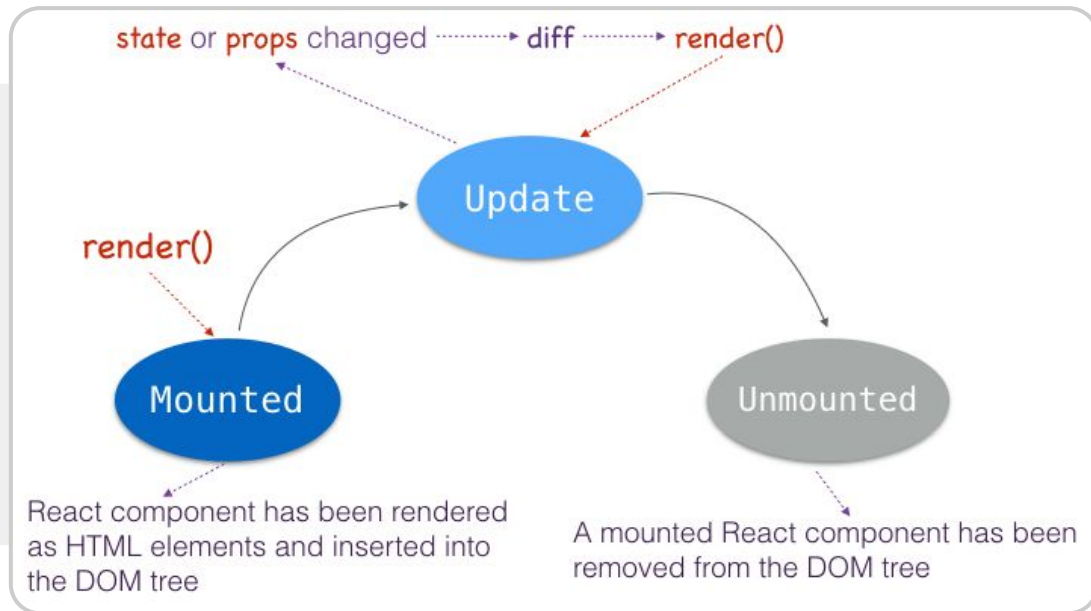 state or props changed diff render()
Update
render()
Mounted
Unmounted
React component has been rendered
as HTML elements and inserted into
the DOM tree
A mounted React component has been
removed from the DOM tree